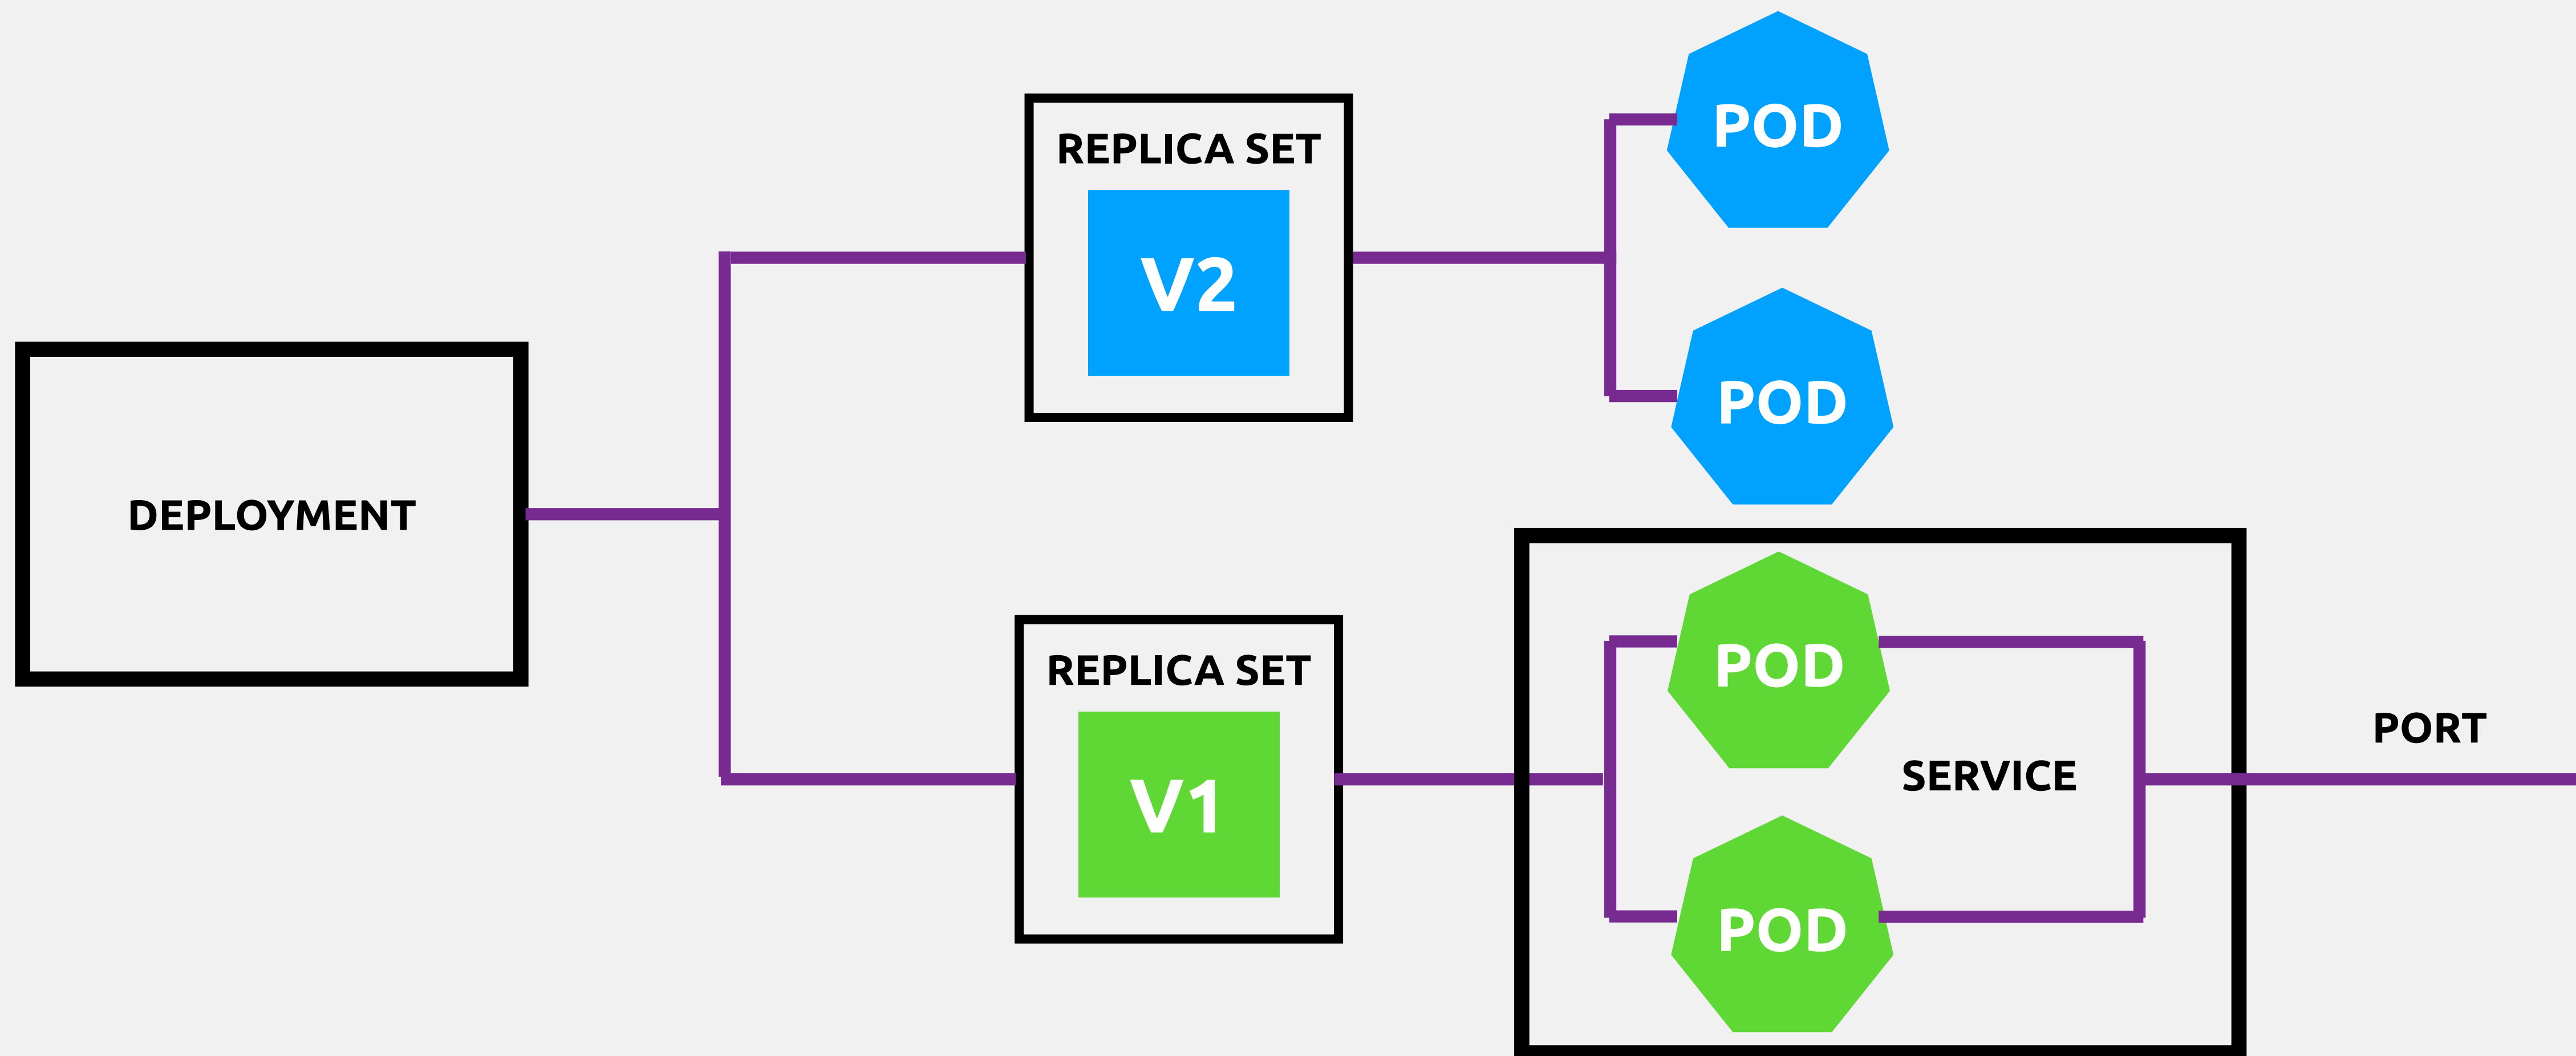 POD
REPLICA SET
V2
POD
DEPLOYMENT
REPLICA SET
V1
POD
SERVICE
PORT
POD